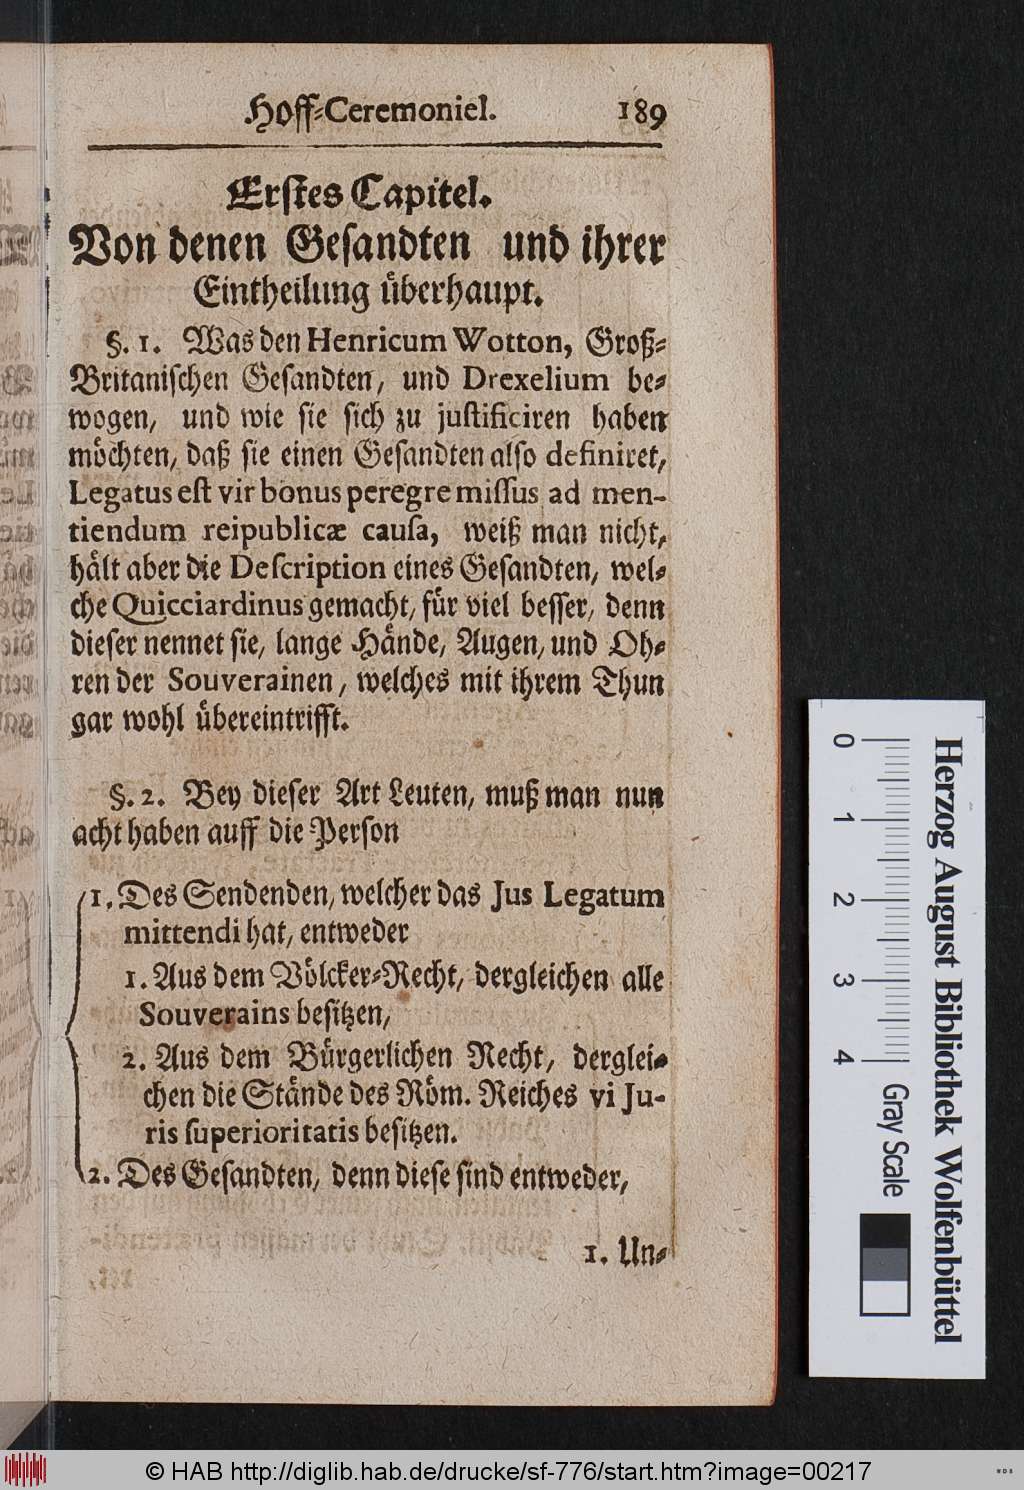 Hoff-Ceremoniel. 189
Erstes Capitel.
Von denen Gesandten und ihrer
Eintheilung überhaupt.
§. 1. Was den Henricum Wotton, Groß-
Britanischen Gesandten, und Drexelium be-
wogen, und wie sie sich zu justificiren haben
möchten, daß sie einen Gesandten also definiret,
Legatus est vir bonus peregre missus ad men-
tiendum reipublicæ causa, weiß man nicht,
hält aber die Description eines Gesandten, wel-
che Quicciardinus gemacht, für viel besser, denn
dieser nennet sie, lange Hände, Augen, und Oh-
ren der Souverainen, welches mit ihrem Thun
gar wohl übereintrifft.
§. 2. Bey dieser Art Leuten, muß man nun
acht haben auff die Person
1. Des Sendenden, welcher das Jus Legatum
mittendi hat, entweder
1. Aus dem Völcker-Recht, dergleichen alle
Souverains besitzen,
2. Aus dem Bürgerlichen Recht, derglei-
chen die Stände des Röm. Reiches vi Ju-
ris superioritatis besitzen.
2. Des Gesandten, denn diese sind entweder,
1. Un-
0 1 2 3 4 Gray Scale
Herzog August Bibliothek Wolfenbüttel
© HAB http://diglib.hab.de/drucke/sf-776/start.htm?image=00217